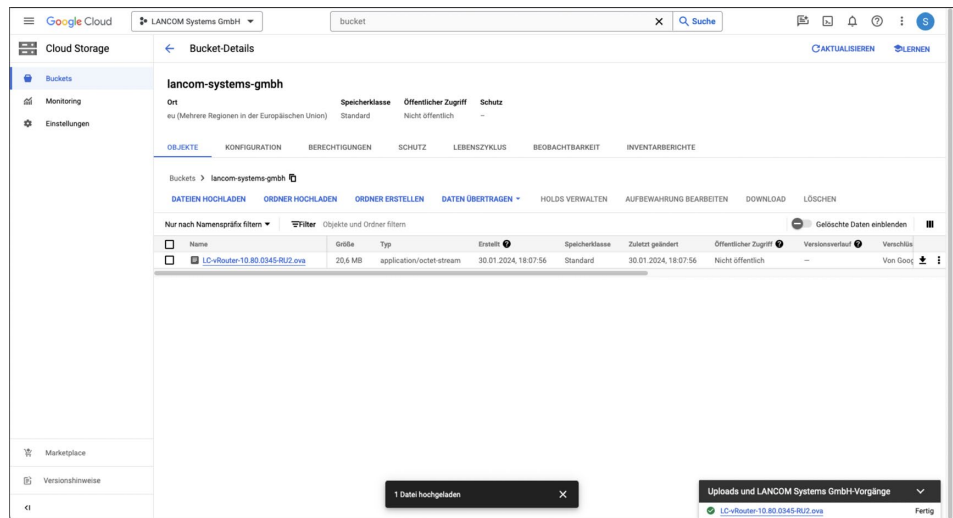 Google Cloud
LANCOM Systems GmbH
bucket
Suche
S
Cloud Storage
Bucket-Details
AKTUALISIEREN
LERNEN
Buckets
Monitoring
Einstellungen
lancom-systems-gmbh
Ort Speicherklasse Öffentlicher Zugriff Schutz
eu (Mehrere Regionen in der Europäischen Union) Standard Nicht öffentlich –
OBJEKTE KONFIGURATION BERECHTIGUNGEN SCHUTZ LEBENSZYKLUS BEOBACHTBARKEIT INVENTARBERICHTE
Buckets > lancom-systems-gmbh
DATEIEN HOCHLADEN ORDNER HOCHLADEN ORDNER ERSTELLEN DATEN ÜBERTRAGEN HOLDS VERWALTEN AUFBEWAHRUNG BEARBEITEN DOWNLOAD LÖSCHEN
Nur nach Namenspräfix filtern Filter Objekte und Ordner filtern Gelöschte Daten einblenden
Name Größe Typ Erstellt Speicherklasse Zuletzt geändert Öffentlicher Zugriff Versionsverlauf Verschlüs
LC-vRouter-10.80.0345-RU2.ova 20,6 MB application/octet-stream 30.01.2024, 18:07:56 Standard 30.01.2024, 18:07:56 Nicht öffentlich – Von Goog
Marketplace
Versionshinweise
1 Datei hochgeladen
Uploads und LANCOM Systems GmbH-Vorgänge
LC-vRouter-10.80.0345-RU2.ova Fertig